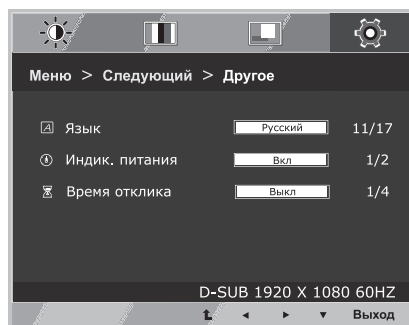 Меню > Следующий > Другое
Язык Русский 11/17
Индик. питания Вкл 1/2
Время отклика Выкл 1/4
D-SUB 1920 X 1080 60HZ
Выход